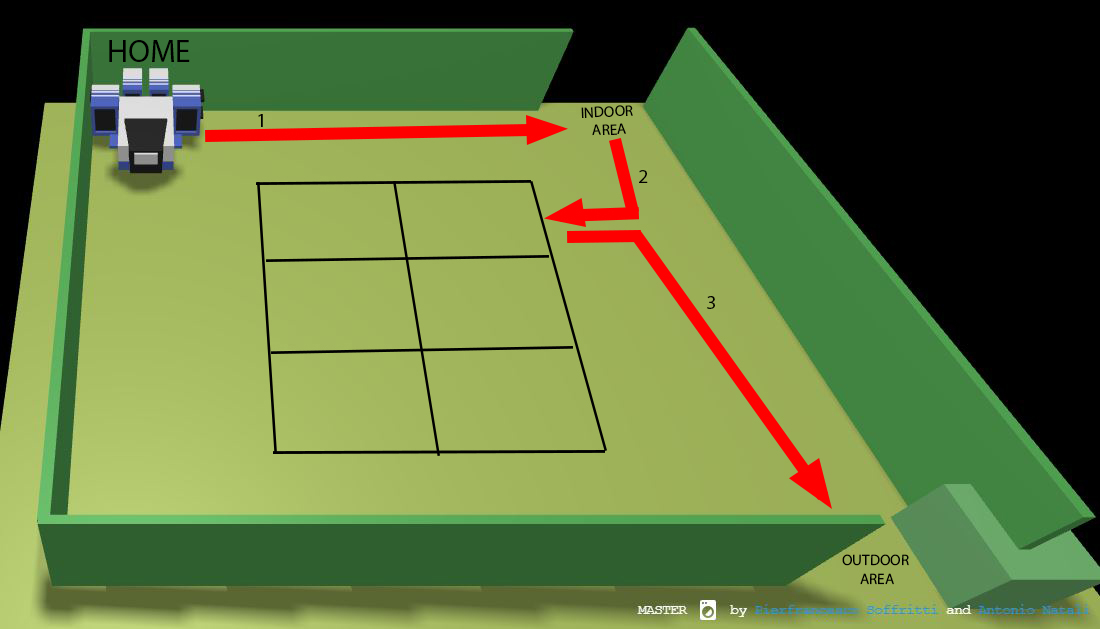 HOME
1
INDOOR
AREA
2
3
OUTDOOR
AREA
MASTER by Pierfrancesco Soffritti and Antonio Natali